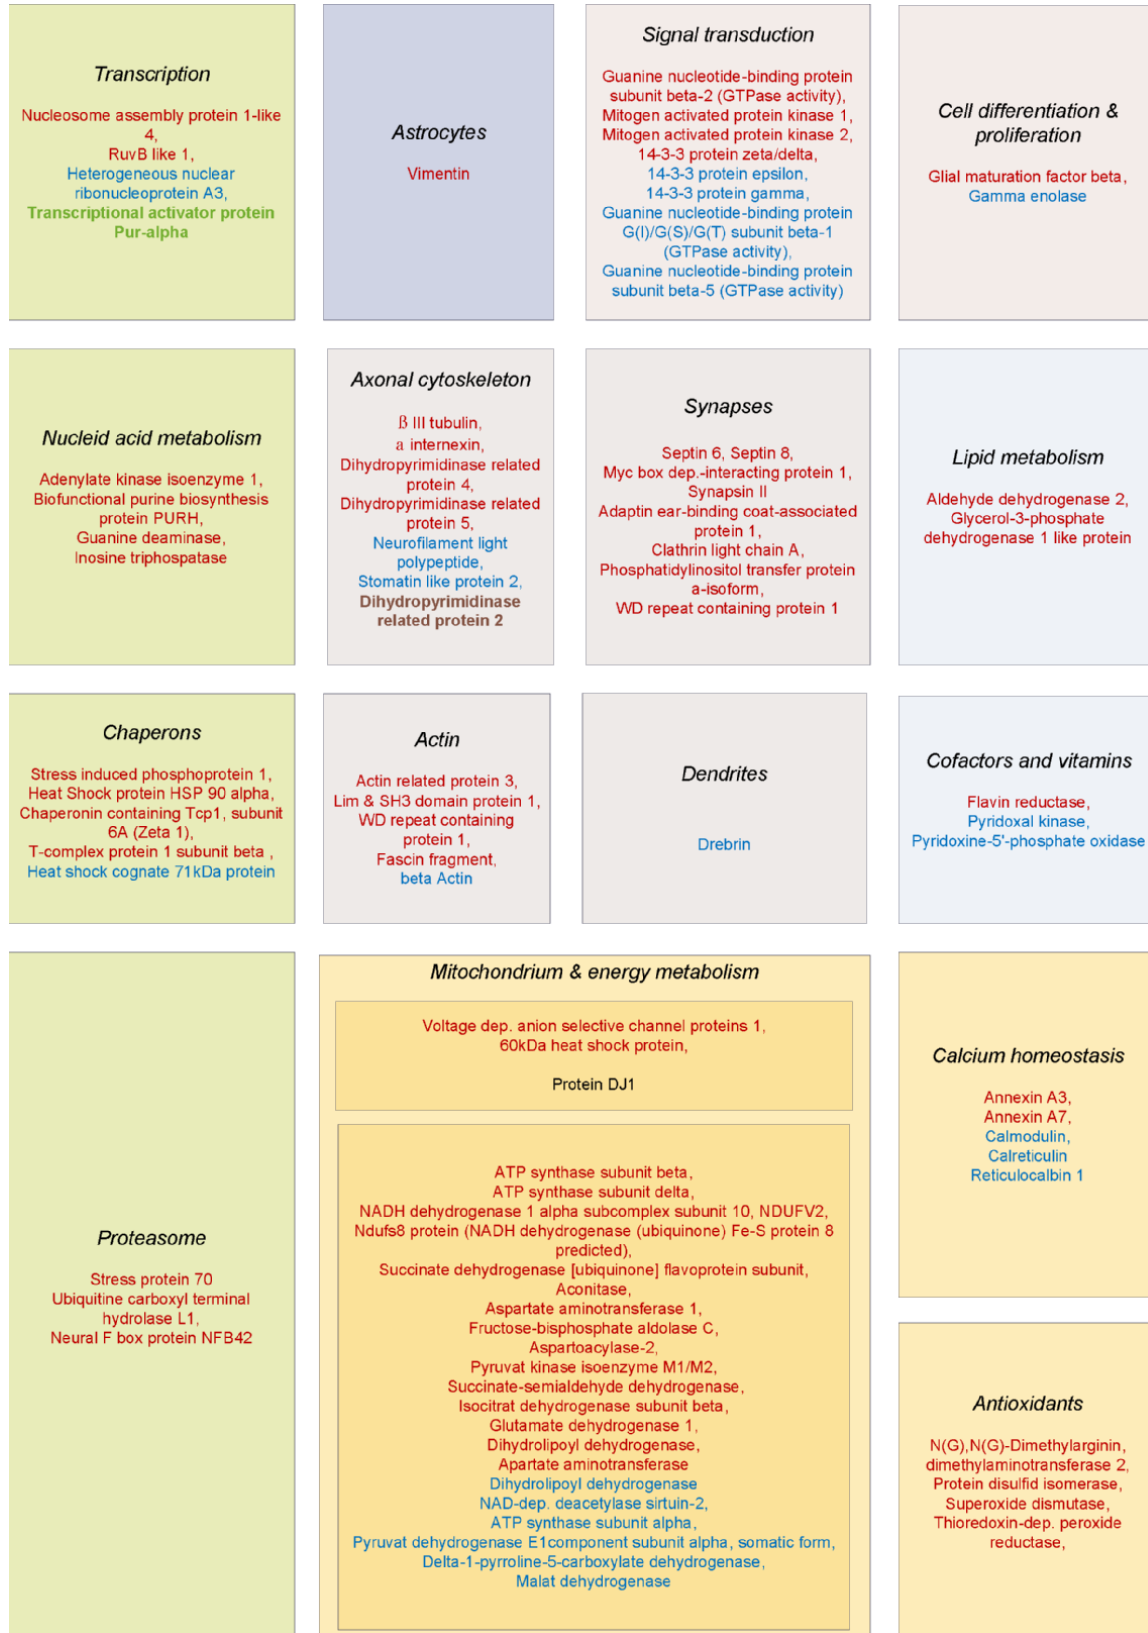 Transcription
Nucleosome assembly protein 1-like
4,
RuvB like 1,
Heterogeneous nuclear
ribonucleoprotein A3,
Transcriptional activator protein
Pur-alpha
Astrocytes
Vimentin
Signal transduction
Guanine nucleotide-binding protein
subunit beta-2 (GTPase activity),
Mitogen activated protein kinase 1,
Mitogen activated protein kinase 2,
14-3-3 protein zeta/delta,
14-3-3 protein epsilon,
14-3-3 protein gamma,
Guanine nucleotide-binding protein
G(I)/G(S)/G(T) subunit beta-1
(GTPase activity),
Guanine nucleotide-binding protein
subunit beta-5 (GTPase activity)
Cell differentiation &
proliferation
Glial maturation factor beta,
Gamma enolase
Nucleid acid metabolism
Adenylate kinase isoenzyme 1,
Biofunctional purine biosynthesis
protein PURH,
Guanine deaminase,
Inosine triphospatase
Axonal cytoskeleton
ß III tubulin,
a internexin,
Dihydropyrimidinase related
protein 4,
Dihydropyrimidinase related
protein 5,
Neurofilament light
polypeptide,
Stomatin like protein 2,
Dihydropyrimidinase
related protein 2
Synapses
Septin 6, Septin 8,
Myc box dep.-interacting protein 1,
Synapsin II
Adaptin ear-binding coat-associated
protein 1,
Clathrin light chain A,
Phosphatidylinositol transfer protein
a-isoform,
WD repeat containing protein 1
Lipid metabolism
Aldehyde dehydrogenase 2,
Glycerol-3-phosphate
dehydrogenase 1 like protein
Chaperons
Stress induced phosphoprotein 1,
Heat Shock protein HSP 90 alpha,
Chaperonin containing Tcp1, subunit
6A (Zeta 1),
T-complex protein 1 subunit beta ,
Heat shock cognate 71kDa protein
Actin
Actin related protein 3,
Lim & SH3 domain protein 1,
WD repeat containing
protein 1,
Fascin fragment,
beta Actin
Dendrites
Drebrin
Cofactors and vitamins
Flavin reductase,
Pyridoxal kinase,
Pyridoxine-5'-phosphate oxidase
Proteasome
Stress protein 70
Ubiquitine carboxyl terminal
hydrolase L1,
Neural F box protein NFB42
Mitochondrium & energy metabolism
Voltage dep. anion selective channel proteins 1,
60kDa heat shock protein,
Protein DJ1
ATP synthase subunit beta,
ATP synthase subunit delta,
NADH dehydrogenase 1 alpha subcomplex subunit 10, NDUFV2,
Ndufs8 protein (NADH dehydrogenase (ubiquinone) Fe-S protein 8
predicted),
Succinate dehydrogenase [ubiquinone] flavoprotein subunit,
Aconitase,
Aspartate aminotransferase 1,
Fructose-bisphosphate aldolase C,
Aspartoacylase-2,
Pyruvat kinase isoenzyme M1/M2,
Succinate-semialdehyde dehydrogenase,
Isocitrat dehydrogenase subunit beta,
Glutamate dehydrogenase 1,
Dihydrolipoyl dehydrogenase,
Apartate aminotransferase
Dihydrolipoyl dehydrogenase
NAD-dep. deacetylase sirtuin-2,
ATP synthase subunit alpha,
Pyruvat dehydrogenase E1component subunit alpha, somatic form,
Delta-1-pyrroline-5-carboxylate dehydrogenase,
Malat dehydrogenase
Calcium homeostasis
Annexin A3,
Annexin A7,
Calmodulin,
Calreticulin
Reticulocalbin 1
Antioxidants
N(G),N(G)-Dimethylarginin,
dimethylaminotransferase 2,
Protein disulfid isomerase,
Superoxide dismutase,
Thioredoxin-dep. peroxide
reductase,